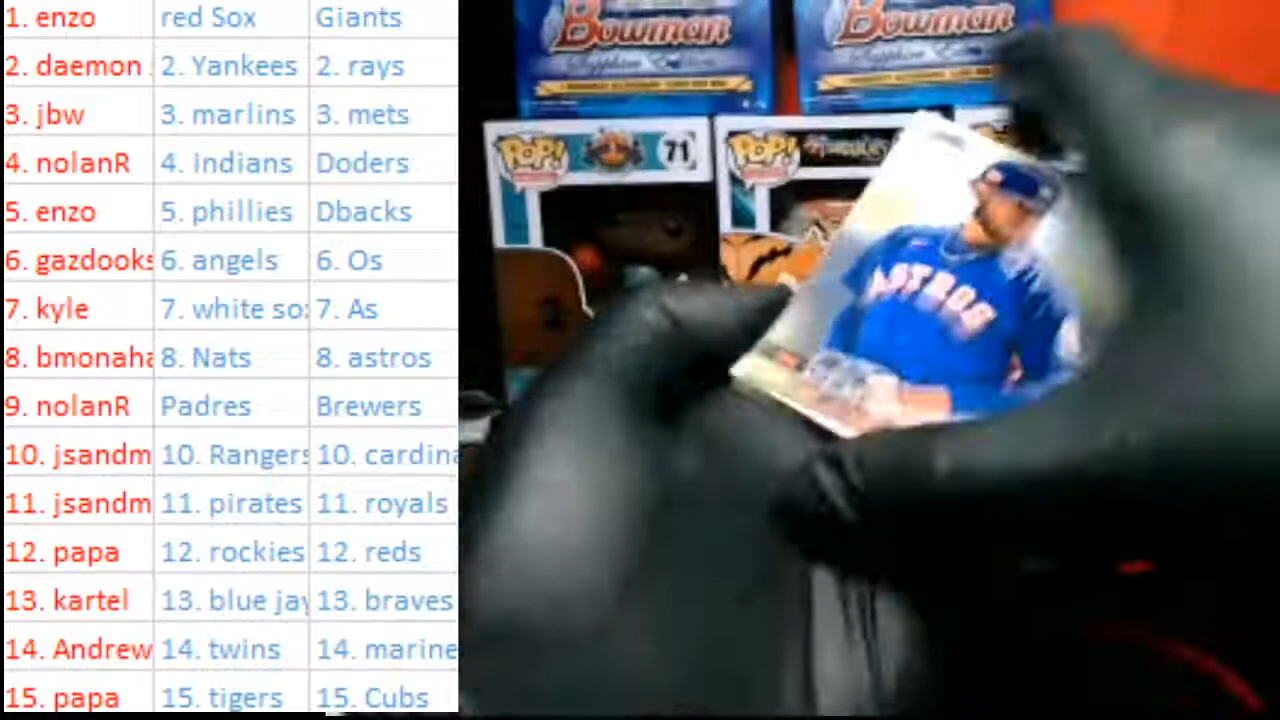 1. enzo red Sox Giants
2. daemon 2. Yankees 2. rays
3. jbw 3. marlins 3. mets
4. nolanR 4. indians Doders
5. enzo 5. phillies Dbacks
6. gazdooks 6. angels 6. Os
7. kyle 7. white so 7. As
8. bmonaha 8. Nats 8. astros
9. nolanR Padres Brewers
10. jsandm 10. Rangers 10. cardina
11. jsandm 11. pirates 11. royals
12. papa 12. rockies 12. reds
13. kartel 13. blue jay 13. braves
14. Andrew 14. twins 14. marine
15. papa 15. tigers 15. Cubs
Bowman Bowman
Sapphire Edition
POP! 71 POP!
ASTROS